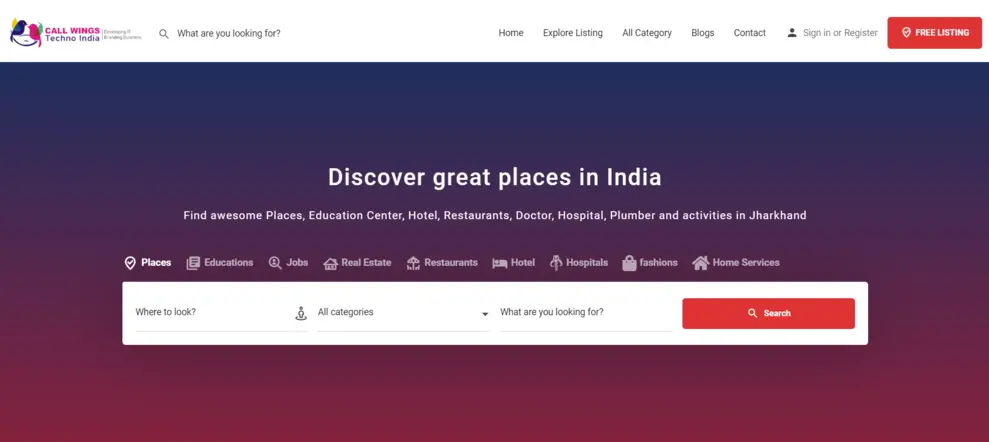 CALL WINGS
Techno India
Developing IT
Branding Business
What are you looking for?
Home
Explore Listing
All Category
Blogs
Contact
Sign in or Register
FREE LISTING
Discover great places in India
Find awesome Places, Education Center, Hotel, Restaurants, Doctor, Hospital, Plumber and activities in Jharkhand
Places
Educations
Jobs
Real Estate
Restaurants
Hotel
Hospitals
fashions
Home Services
Where to look?
All categories
What are you looking for?
Search